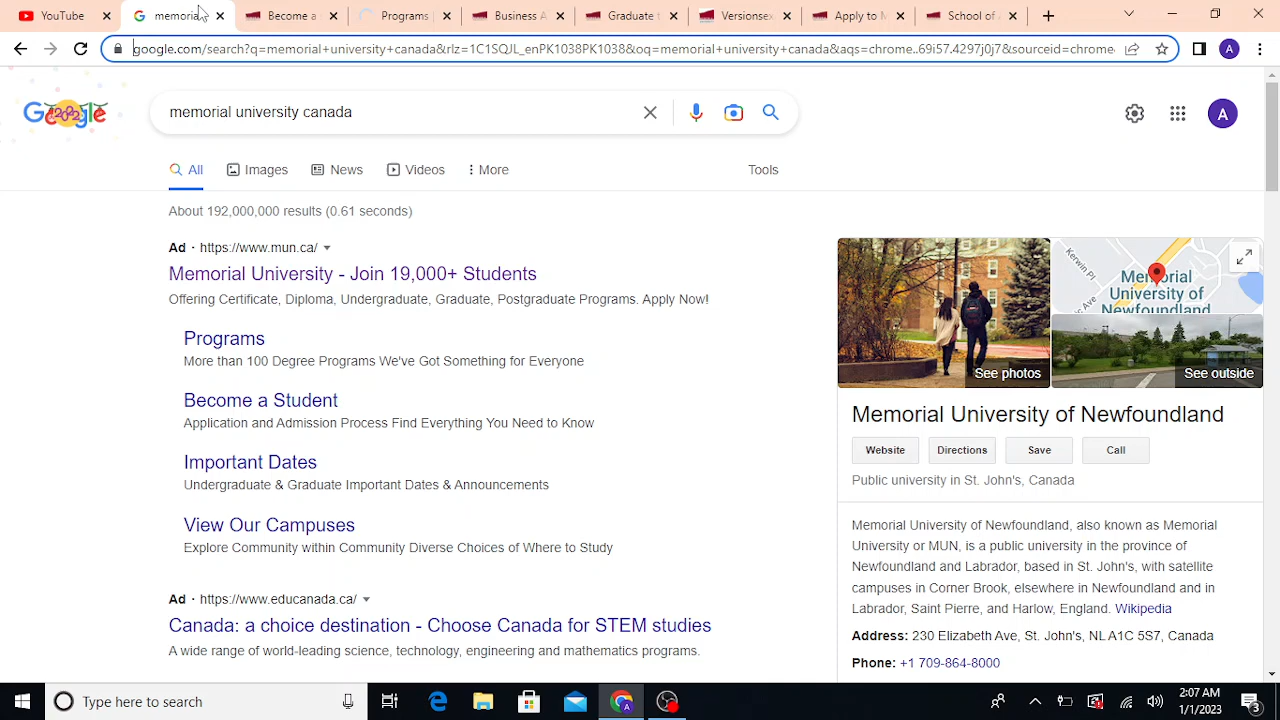 YouTube
memorial
Become a
Programs
Business A
Graduate t
Versionsex
Apply to M
School of
google.com/search?q=memorial+university+canada&rlz=1C1SQJL_enPK1038PK1038&oq=memorial+university+canada&aqs=chrome..69i57.4297j0j7&sourceid=chrome
A
Google
2022
memorial university canada
A
All
Images
News
Videos
More
Tools
About 192,000,000 results (0.61 seconds)
Ad · https://www.mun.ca/
Memorial University - Join 19,000+ Students
Offering Certificate, Diploma, Undergraduate, Graduate, Postgraduate Programs. Apply Now!
Programs
More than 100 Degree Programs We've Got Something for Everyone
Become a Student
Application and Admission Process Find Everything You Need to Know
Important Dates
Undergraduate & Graduate Important Dates & Announcements
View Our Campuses
Explore Community within Community Diverse Choices of Where to Study
Ad · https://www.educanada.ca/
Canada: a choice destination - Choose Canada for STEM studies
A wide range of world-leading science, technology, engineering and mathematics programs.
Kerwin Pl
Memorial
University of
Newfoundland
Ave
See photos
See outside
Memorial University of Newfoundland
Website
Directions
Save
Call
Public university in St. John's, Canada
Memorial University of Newfoundland, also known as Memorial
University or MUN, is a public university in the province of
Newfoundland and Labrador, based in St. John's, with satellite
campuses in Corner Brook, elsewhere in Newfoundland and in
Labrador, Saint Pierre, and Harlow, England. Wikipedia
Address: 230 Elizabeth Ave, St. John's, NL A1C 5S7, Canada
Phone: +1 709-864-8000
Type here to search
A
2:07 AM
1/1/2023
3